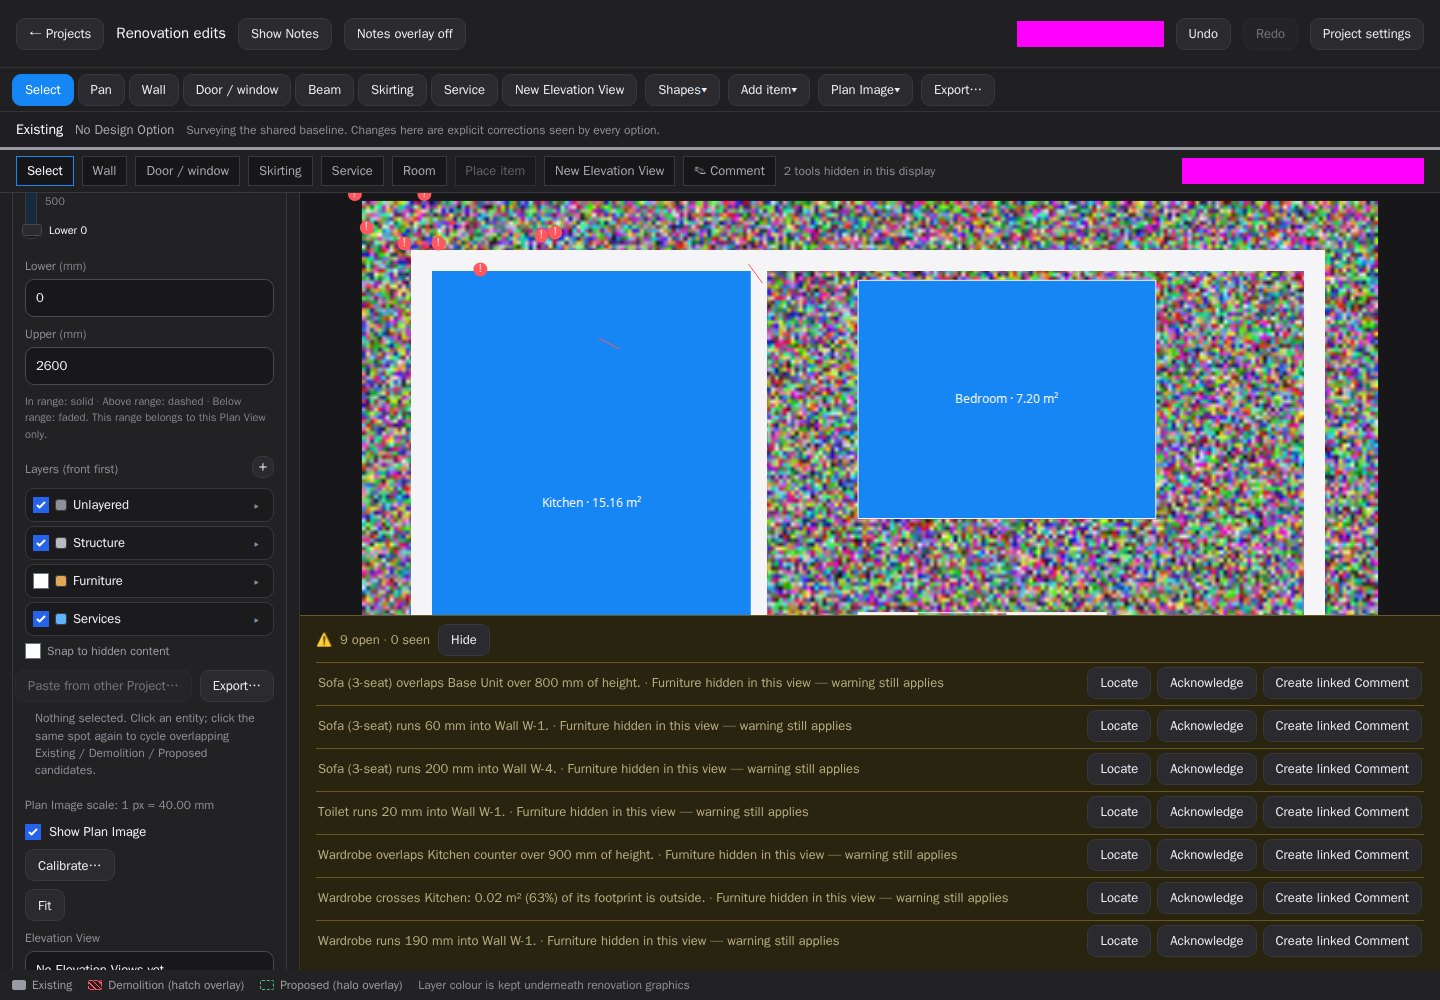 ← Projects
Renovation edits
Show Notes
Notes overlay off
Undo
Redo
Project settings
Select
Pan
Wall
Door / window
Beam
Skirting
Service
New Elevation View
Shapes▾
Add item▾
Plan Image▾
Export⋯
Existing
No Design Option
Surveying the shared baseline. Changes here are explicit corrections seen by every option.
Select
Wall
Door / window
Skirting
Service
Room
Place item
New Elevation View
✎ Comment
2 tools hidden in this display
500
Lower 0
Lower (mm)
0
Upper (mm)
2600
In range: solid · Above range: dashed · Below
range: faded. This range belongs to this Plan View
only.
Layers (front first)
+
Unlayered
Structure
Furniture
Services
Snap to hidden content
Paste from other Project⋯
Export⋯
Nothing selected. Click an entity; click the
same spot again to cycle overlapping
Existing / Demolition / Proposed
candidates.
Plan Image scale: 1 px = 40.00 mm
Show Plan Image
Calibrate⋯
Fit
Elevation View
No Elevation Views yet
Kitchen · 15.16 m²
Bedroom · 7.20 m²
9 open · 0 seen
Hide
Sofa (3-seat) overlaps Base Unit over 800 mm of height. · Furniture hidden in this view — warning still applies
Locate
Acknowledge
Create linked Comment
Sofa (3-seat) runs 60 mm into Wall W-1. · Furniture hidden in this view — warning still applies
Locate
Acknowledge
Create linked Comment
Sofa (3-seat) runs 200 mm into Wall W-4. · Furniture hidden in this view — warning still applies
Locate
Acknowledge
Create linked Comment
Toilet runs 20 mm into Wall W-1. · Furniture hidden in this view — warning still applies
Locate
Acknowledge
Create linked Comment
Wardrobe overlaps Kitchen counter over 900 mm of height. · Furniture hidden in this view — warning still applies
Locate
Acknowledge
Create linked Comment
Wardrobe crosses Kitchen: 0.02 m² (63%) of its footprint is outside. · Furniture hidden in this view — warning still applies
Locate
Acknowledge
Create linked Comment
Wardrobe runs 190 mm into Wall W-1. · Furniture hidden in this view — warning still applies
Locate
Acknowledge
Create linked Comment
Existing
Demolition (hatch overlay)
Proposed (halo overlay)
Layer colour is kept underneath renovation graphics